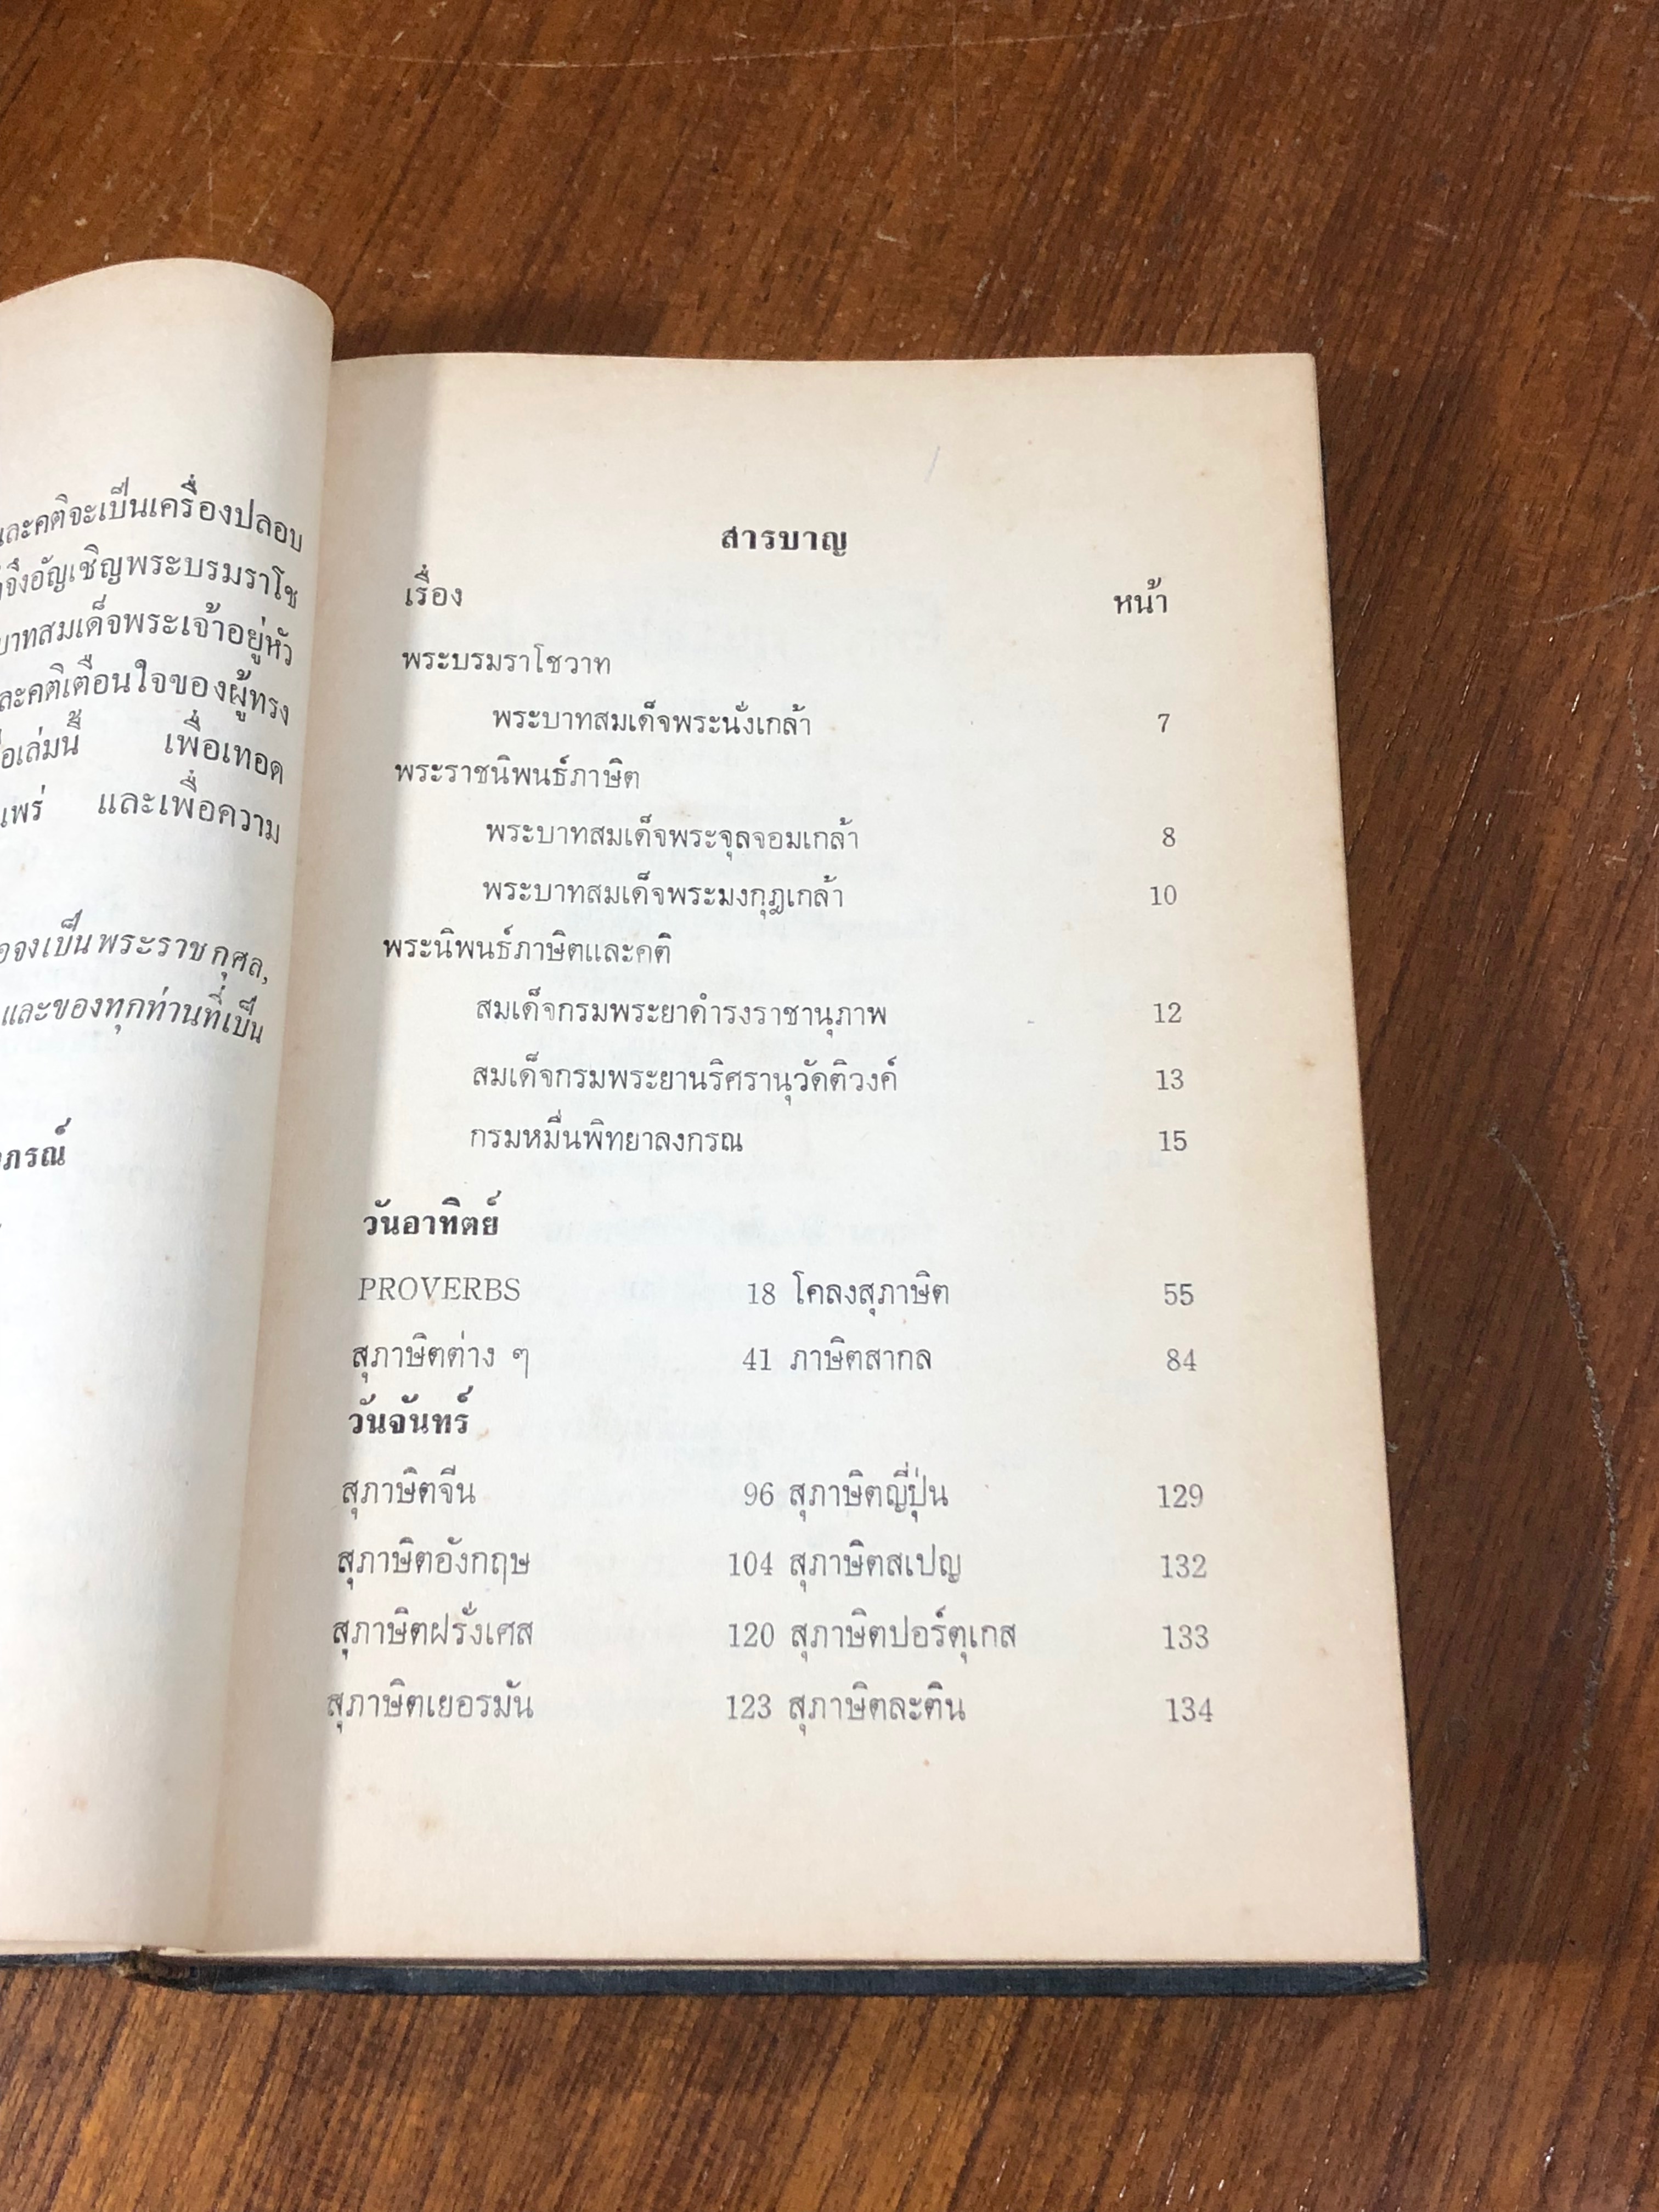 และคติจะเป็นเครื่องปลอบ
จึงอัญเชิญพระบรมราโช
บาทสมเด็จพระเจ้าอยู่หัว
และคติเตือนใจของผู้ทรง
เล่มนี้ เพื่อเทอด
แพร่ และเพื่อความ
จงเป็นพระราชกุศล,
และของทุกท่านที่เป็น
สารบาญ
เรื่อง หน้า
พระบรมราโชวาท
พระบาทสมเด็จพระนั่งเกล้า 7
พระราชนิพนธ์ภาษิต
พระบาทสมเด็จพระจุลจอมเกล้า 8
พระบาทสมเด็จพระมงกุฎเกล้า 10
พระนิพนธ์ภาษิตและคติ
สมเด็จกรมพระยาดำรงราชานุภาพ 12
สมเด็จกรมพระยานริศรานุวัดติวงค์ 13
กรมหมื่นพิทยาลงกรณ 15
วันอาทิตย์
PROVERBS 18 โคลงสุภาษิต 55
สุภาษิตต่าง ๆ 41 ภาษิตสากล 84
วันจันทร์
สุภาษิตจีน 96 สุภาษิตญี่ปุ่น 129
สุภาษิตอังกฤษ 104 สุภาษิตสเปญ 132
สุภาษิตฝรั่งเศส 120 สุภาษิตปอร์ตุเกส 133
สุภาษิตเยอรมัน 123 สุภาษิตละติน 134